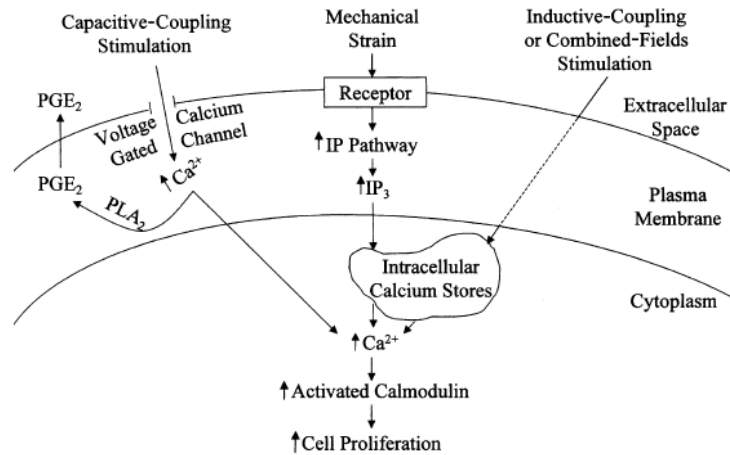 Capacitive-Coupling
Stimulation
Mechanical
Strain
Inductive-Coupling
or Combined-Fields
Stimulation
Receptor
Extracellular
Space
PGE₂
Voltage
Gated
Calcium
Channel
↑IP Pathway
↑Ca²⁺
PGE₂
PLA₂
↑IP₃
Plasma
Membrane
Intracellular
Calcium Stores
Cytoplasm
↑Ca²⁺
↑Activated Calmodulin
↑Cell Proliferation